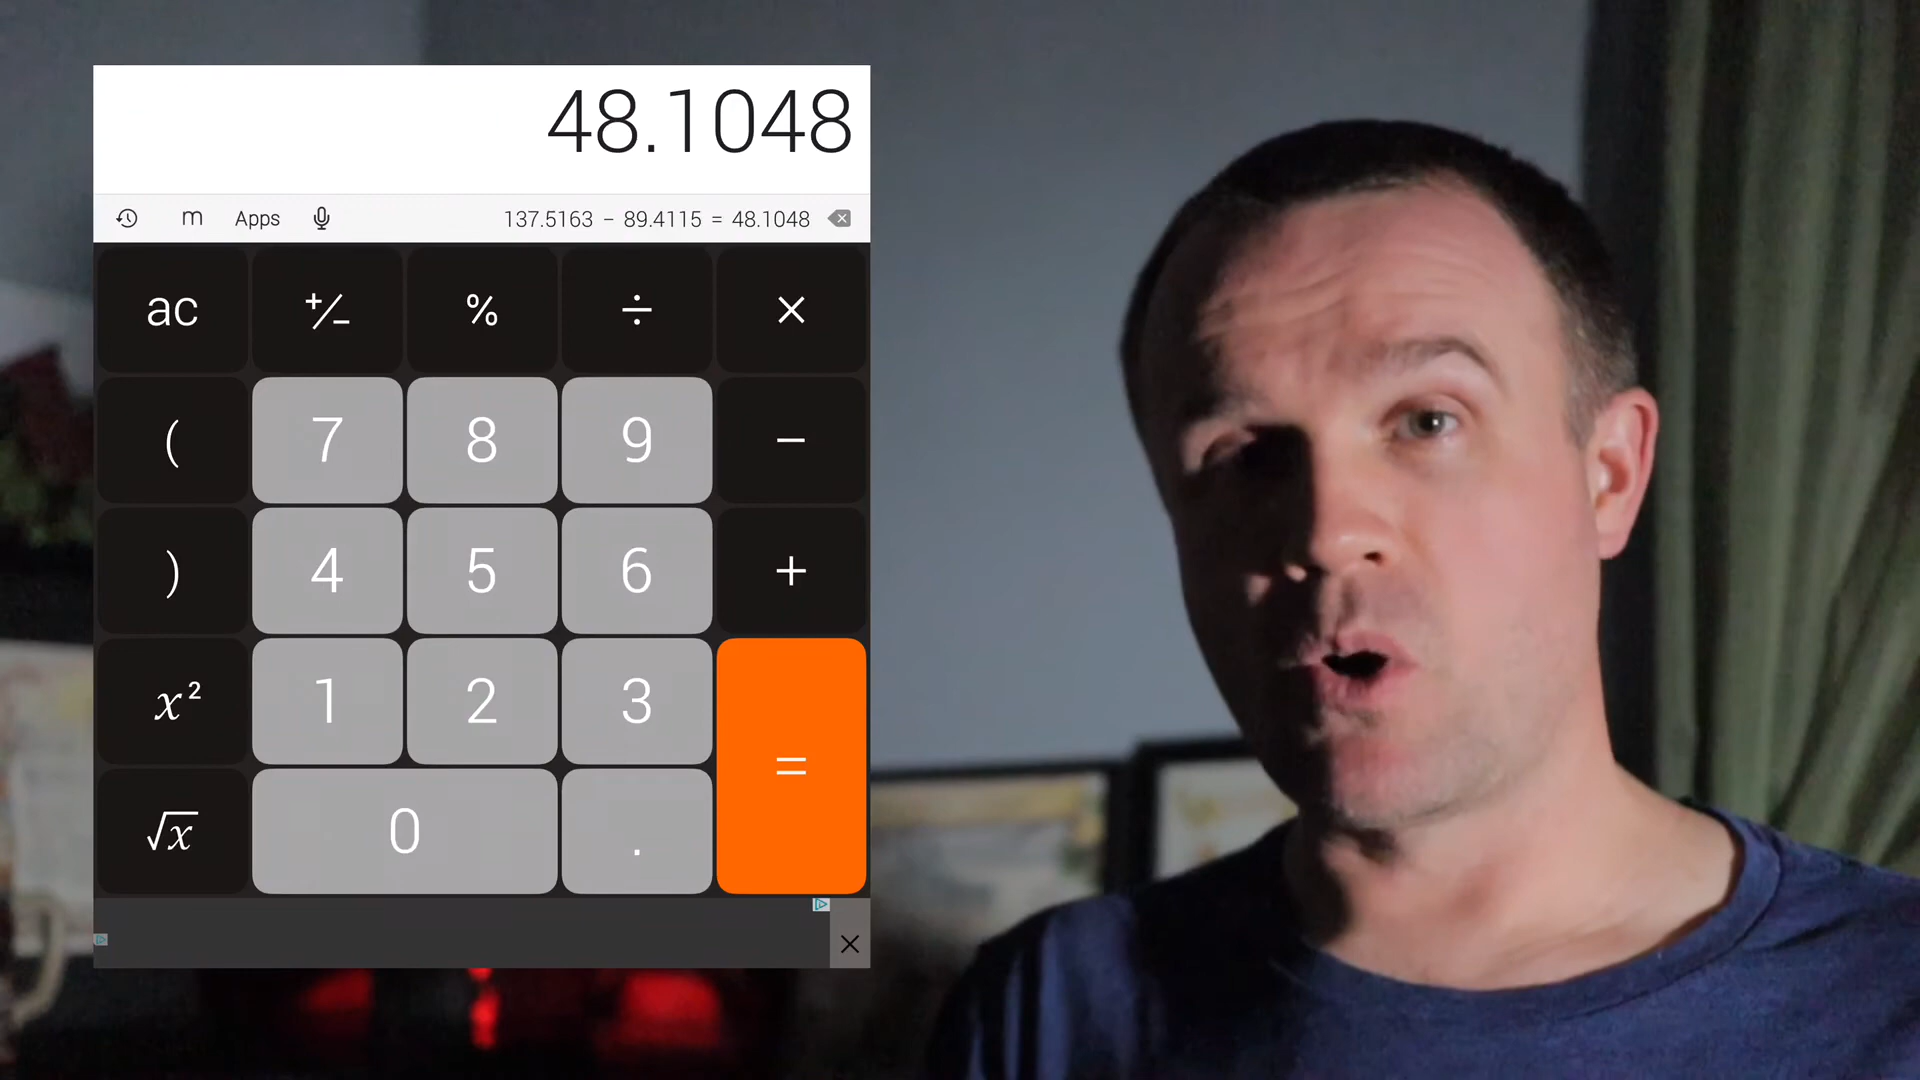 48.1048
m Apps 137.5163 − 89.4115 = 48.1048
ac +/− % ÷ ×
( 7 8 9 −
) 4 5 6 +
x² 1 2 3
=
√x 0 .